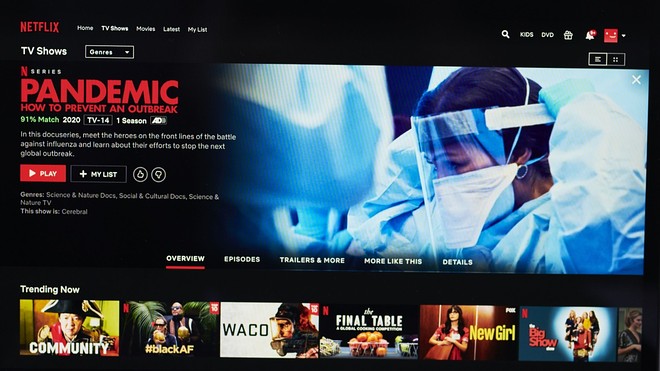 NETFLIX
Home TV Shows Movies Latest My List
KIDS DVD
TV Shows Genres
N SERIES
PANDEMIC
HOW TO PREVENT AN OUTBREAK
91% Match 2020 TV-14 1 Season AD
In this docuseries, meet the heroes on the front lines of the battle
against influenza and learn about their efforts to stop the next
global outbreak.
PLAY + MY LIST
Genres: Science & Nature Docs, Social & Cultural Docs, Science &
Nature TV
This show is: Cerebral
OVERVIEW EPISODES TRAILERS & MORE MORE LIKE THIS DETAILS
Trending Now
COMMUNITY
N
#blackAF
WACO
N
the
FINAL TABLE
A GLOBAL COOKING COMPETITION
FOX
New Girl
N
the
Big
Show
show